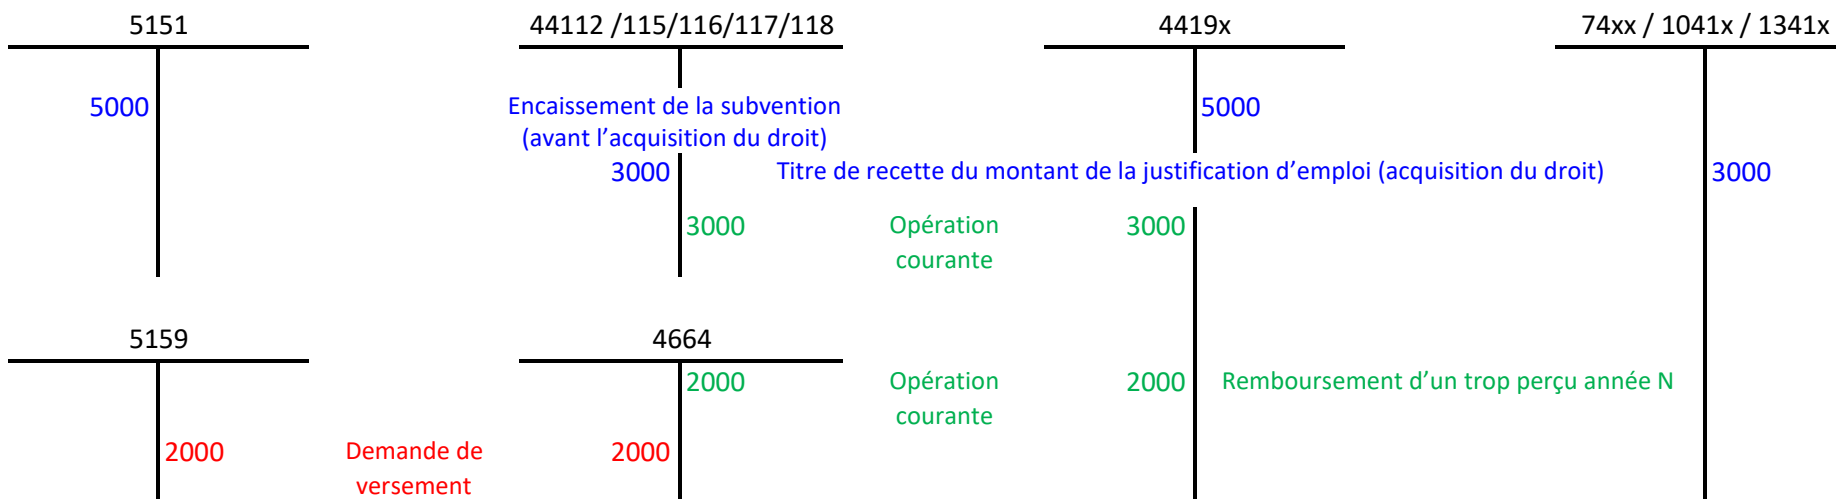 5151
44112 /115/116/117/118
4419x
74xx / 1041x / 1341x
5000
Encaissement de la subvention
(avant l’acquisition du droit)
5000
3000
Titre de recette du montant de la justification d’emploi (acquisition du droit)
3000
3000
Opération
courante
3000
5159
4664
2000
Opération
courante
2000
Remboursement d’un trop perçu année N
2000
Demande de
versement
2000